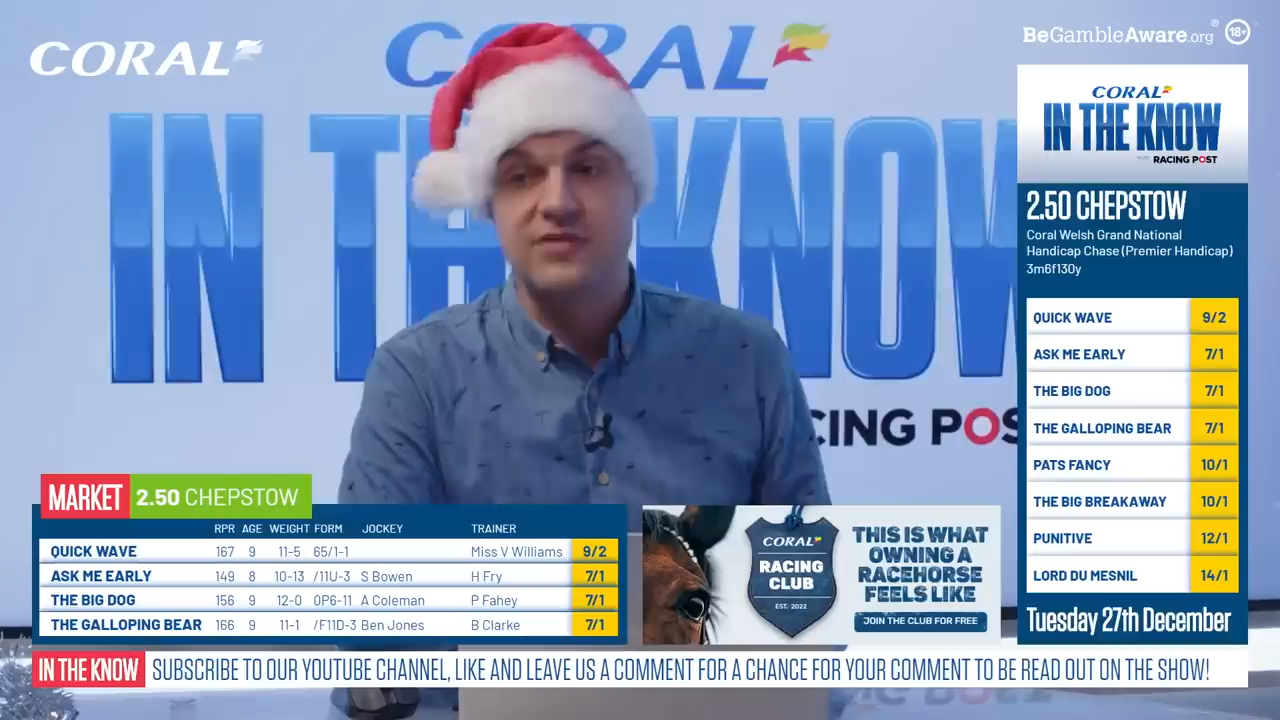 CORAL
CORAL
IN THE KNOW
CING POST
BeGambleAware.org® 18+
CORAL
IN THE KNOW
WITH RACING POST
2.50 CHEPSTOW
Coral Welsh Grand National
Handicap Chase (Premier Handicap)
3m6f130y
QUICK WAVE 9/2
ASK ME EARLY 7/1
THE BIG DOG 7/1
THE GALLOPING BEAR 7/1
PATS FANCY 10/1
THE BIG BREAKAWAY 10/1
PUNITIVE 12/1
LORD DU MESNIL 14/1
Tuesday 27th December
MARKET 2.50 CHEPSTOW
RPR AGE WEIGHT FORM JOCKEY TRAINER
QUICK WAVE 167 9 11-5 65/1-1 Miss V Williams 9/2
ASK ME EARLY 149 8 10-13 /11U-3 S Bowen H Fry 7/1
THE BIG DOG 156 9 12-0 0P6-11 A Coleman P Fahey 7/1
THE GALLOPING BEAR 166 9 11-1 /F11D-3 Ben Jones B Clarke 7/1
CORAL
RACING
CLUB
EST. 2022
THIS IS WHAT
OWNING A
RACEHORSE
FEELS LIKE
JOIN THE CLUB FOR FREE
IN THE KNOW SUBSCRIBE TO OUR YOUTUBE CHANNEL, LIKE AND LEAVE US A COMMENT FOR A CHANCE FOR YOUR COMMENT TO BE READ OUT ON THE SHOW!